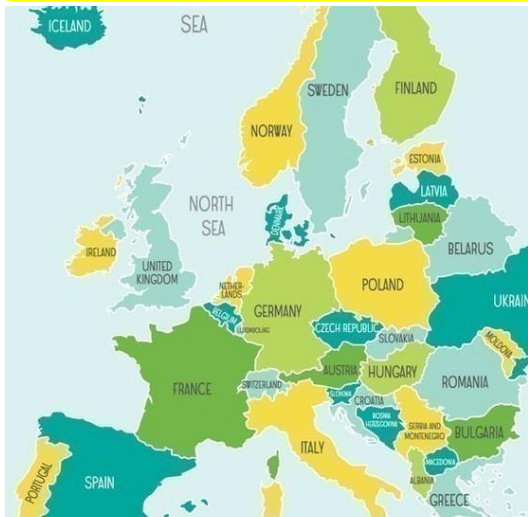 ICELAND
SEA
SWEDEN
FINLAND
NORWAY
ESTONIA
LATVIA
LITHUANIA
NORTH
SEA
DENMARK
BELARUS
IRELAND
UNITED
KINGDOM
NETHER-
LANDS
POLAND
BELGIUM
GERMANY
UKRAIN
LUXEMBOURG
CZECH REPUBLIC
SLOVAKIA
MOLDOVA
FRANCE
SWITZERLAND
AUSTRIA
HUNGARY
ROMANIA
SLOVENIA
CROATIA
BOSNIA
HERZEGOVINA
SERBIA AND
MONTENEGRO
BULGARIA
ITALY
PORTUGAL
SPAIN
MACEDONIA
ALBANIA
GREECE